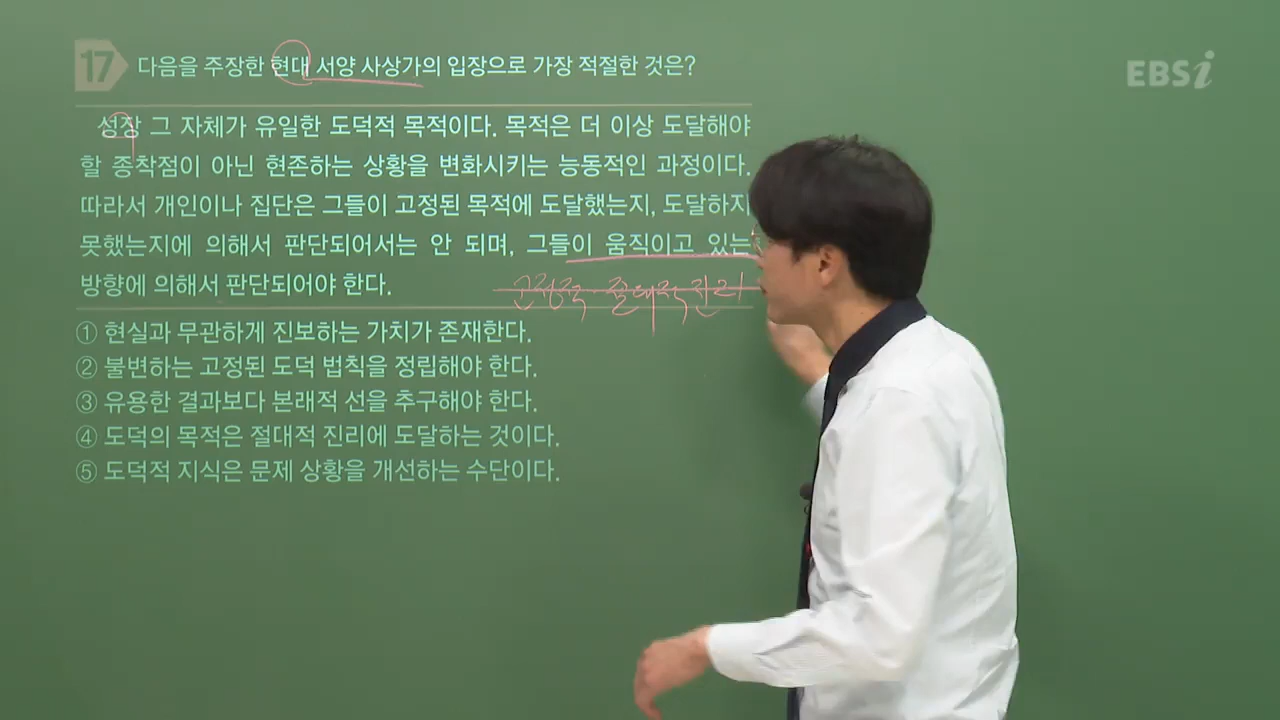 17 다음을 주장한 현대 서양 사상가의 입장으로 가장 적절한 것은?
EBSi
성장 그 자체가 유일한 도덕적 목적이다. 목적은 더 이상 도달해야
할 종착점이 아닌 현존하는 상황을 변화시키는 능동적인 과정이다.
따라서 개인이나 집단은 그들이 고정된 목적에 도달했는지, 도달하지
못했는지에 의해서 판단되어서는 안 되며, 그들이 움직이고 있는
방향에 의해서 판단되어야 한다.
고정적·절대적 진리
① 현실과 무관하게 진보하는 가치가 존재한다.
② 불변하는 고정된 도덕 법칙을 정립해야 한다.
③ 유용한 결과보다 본래적 선을 추구해야 한다.
④ 도덕의 목적은 절대적 진리에 도달하는 것이다.
⑤ 도덕적 지식은 문제 상황을 개선하는 수단이다.